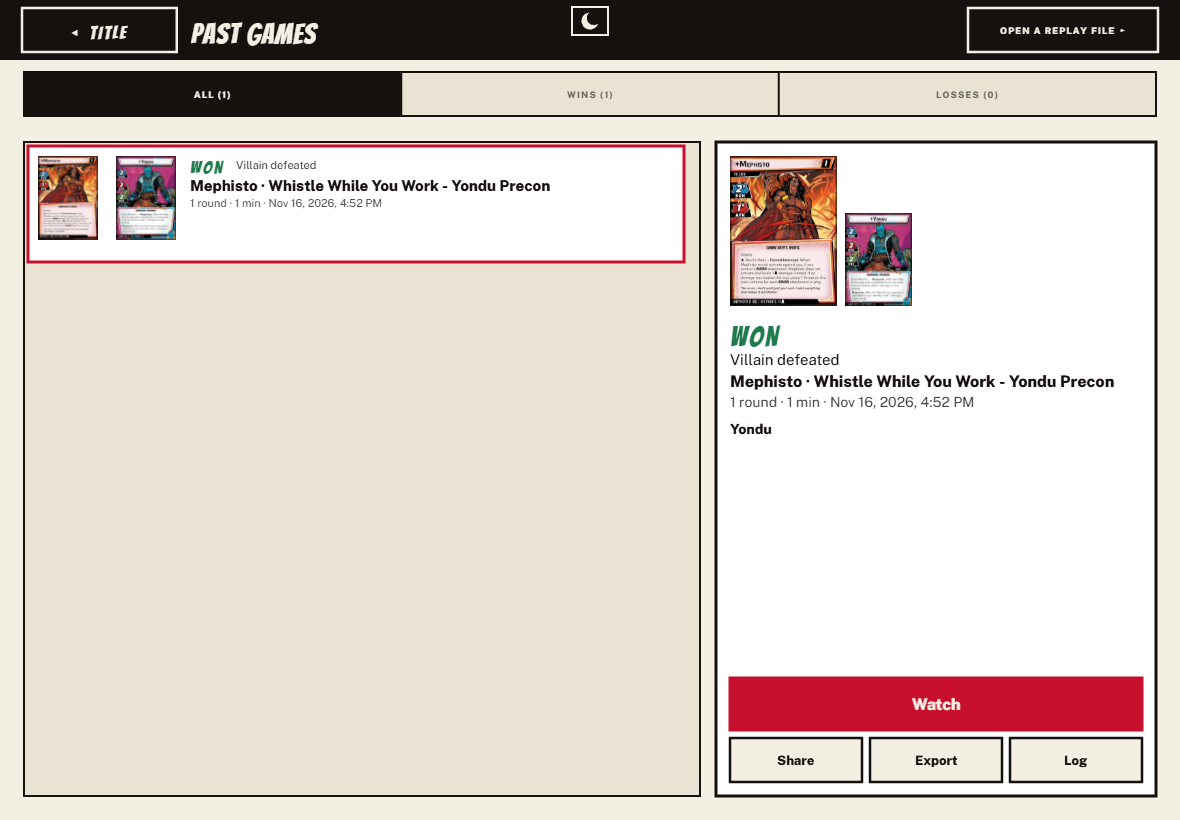 ◂ TITLE
PAST GAMES
OPEN A REPLAY FILE ▸
ALL (1)
WINS (1)
LOSSES (0)
WON Villain defeated
Mephisto · Whistle While You Work - Yondu Precon
1 round · 1 min · Nov 16, 2026, 4:52 PM
+MEPHISTO
+YONDU
WON
Villain defeated
Mephisto · Whistle While You Work - Yondu Precon
1 round · 1 min · Nov 16, 2026, 4:52 PM
Yondu
Watch
Share
Export
Log